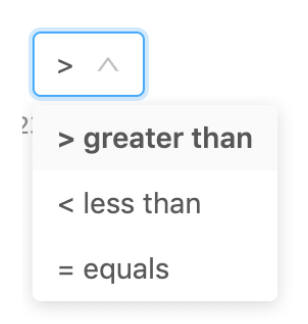 >
> greater than
< less than
= equals